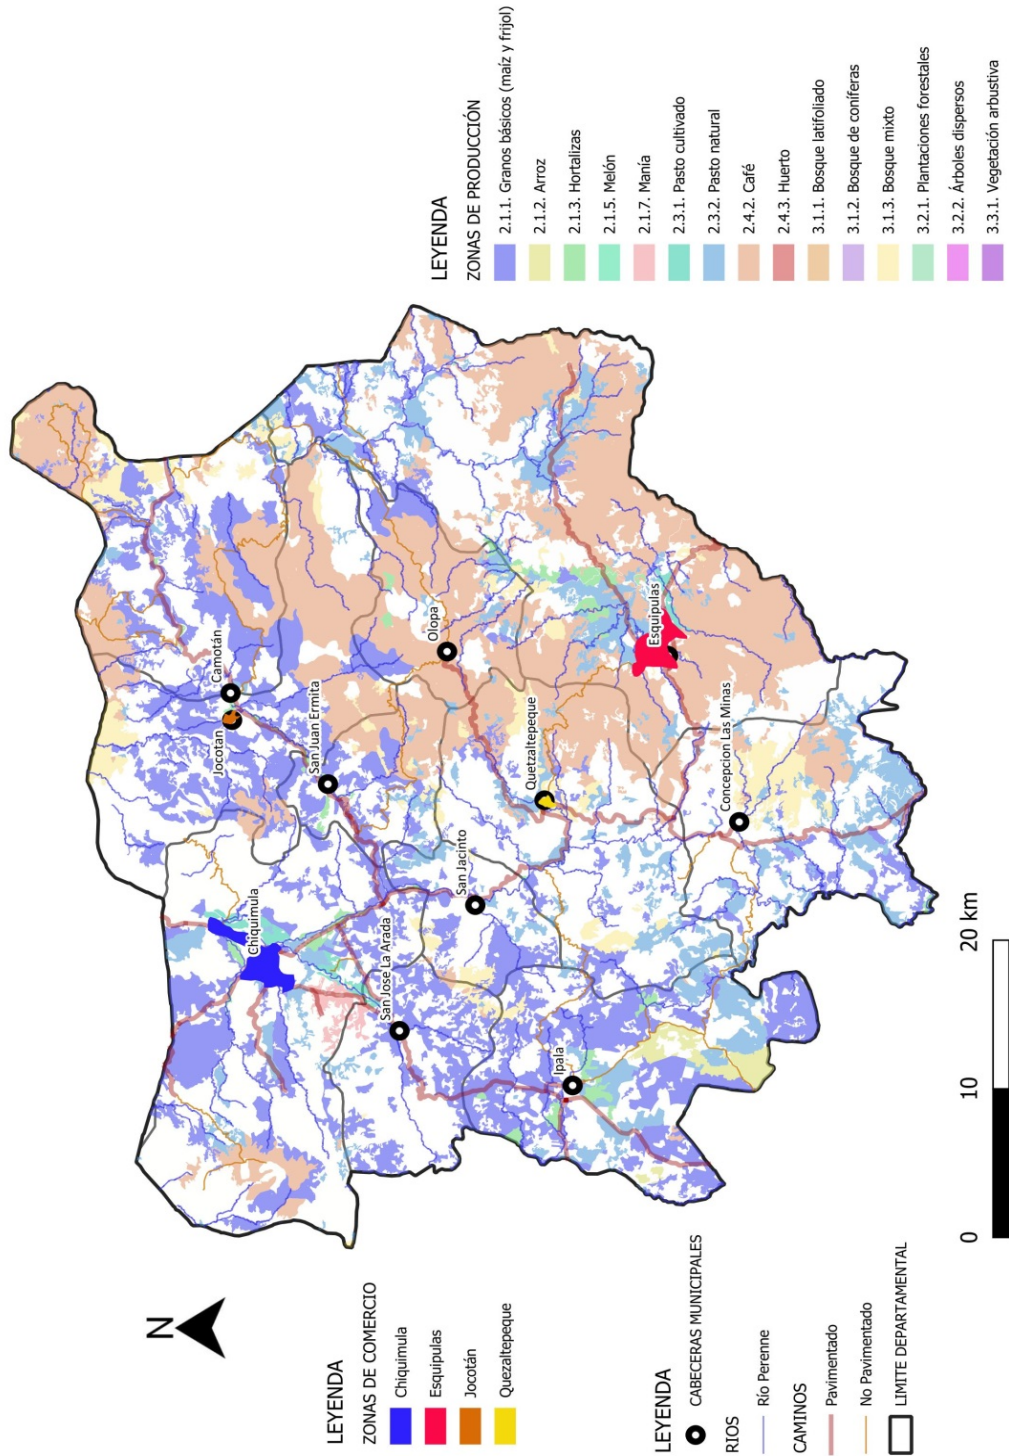 N
LEYENDA
ZONAS DE COMERCIO
Chiquimula
Esquipulas
Jocotán
Quezaltepeque
LEYENDA
CABECERAS MUNICIPALES
RIOS
Río Perenne
CAMINOS
Pavimentado
No Pavimentado
LIMITE DEPARTAMENTAL
Chiquimula
Jocotan
Camotán
San Juan Ermita
San Jose La Arada
San Jacinto
Olopa
Ipala
Quetzaltepeque
Esquipulas
Concepcion Las Minas
0 10 20 km
LEYENDA
ZONAS DE PRODUCCIÓN
2.1.1. Granos básicos (maíz y frijol)
2.1.2. Arroz
2.1.3. Hortalizas
2.1.5. Melón
2.1.7. Manía
2.3.1. Pasto cultivado
2.3.2. Pasto natural
2.4.2. Café
2.4.3. Huerto
3.1.1. Bosque latifoliado
3.1.2. Bosque de coníferas
3.1.3. Bosque mixto
3.2.1. Plantaciones forestales
3.2.2. Árboles dispersos
3.3.1. Vegetación arbustiva